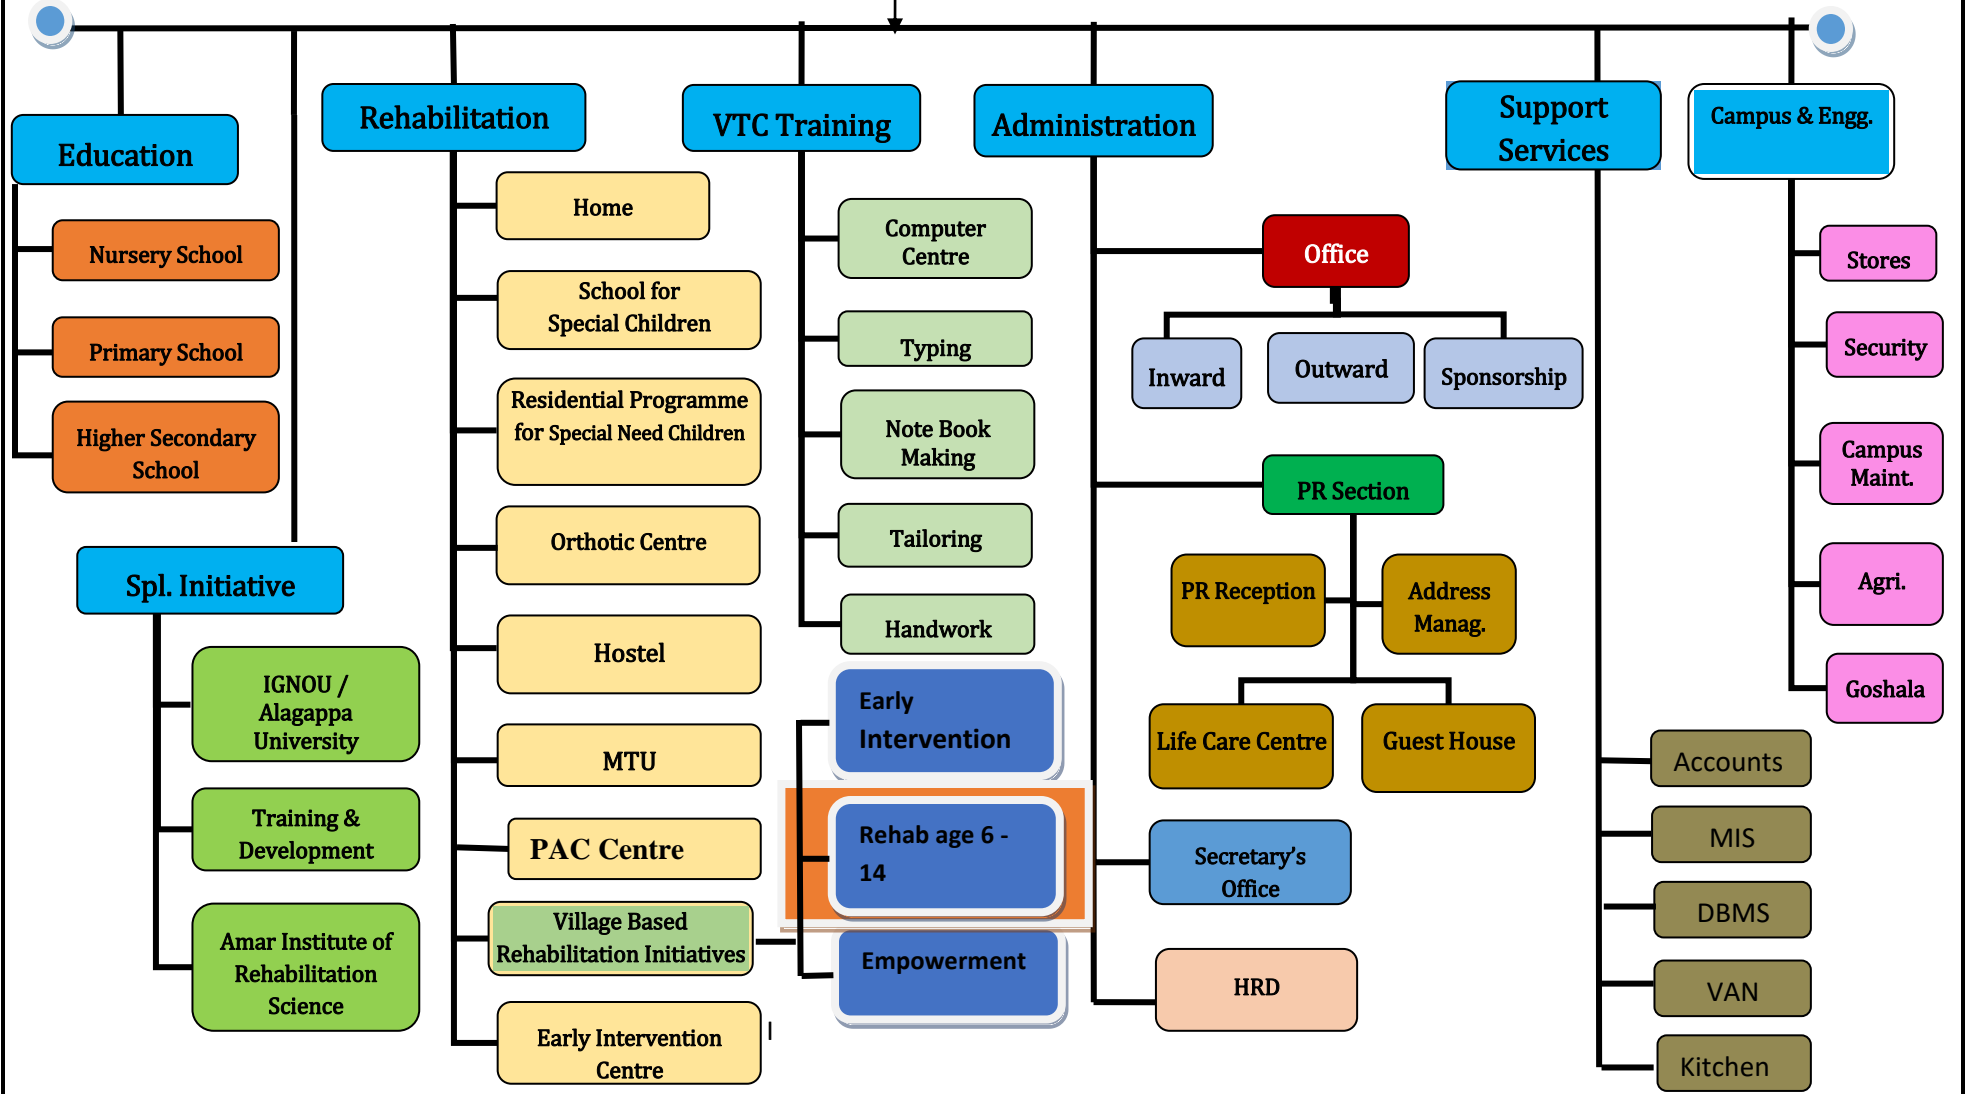 Education
Nursery School
Primary School
Higher Secondary
School
Spl. Initiative
IGNOU /
Alagappa
University
Training &
Development
Amar Institute of
Rehabilitation
Science
Rehabilitation
Home
School for
Special Children
Residential Programme
for Special Need Children
Orthotic Centre
Hostel
MTU
PAC Centre
Village Based
Rehabilitation Initiatives
Early Intervention
Centre
VTC Training
Computer
Centre
Typing
Note Book
Making
Tailoring
Handwork
Early
Intervention
Rehab age 6 -
14
Empowerment
Administration
Office
Inward
Outward
Sponsorship
PR Section
PR Reception
Address
Manag.
Life Care Centre
Guest House
Secretary's
Office
HRD
Support
Services
Accounts
MIS
DBMS
VAN
Kitchen
Campus & Engg.
Stores
Security
Campus
Maint.
Agri.
Goshala